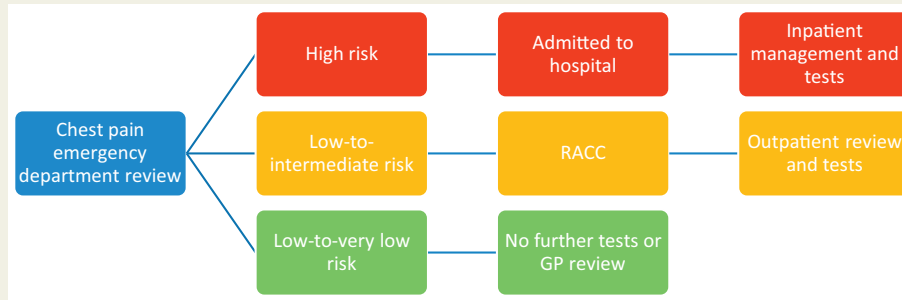 High risk
Admitted to
hospital
Inpatient
management and
tests
Chest pain
emergency
department review
Low-to-
intermediate risk
RACC
Outpatient review
and tests
Low-to-very low
risk
No further tests or
GP review